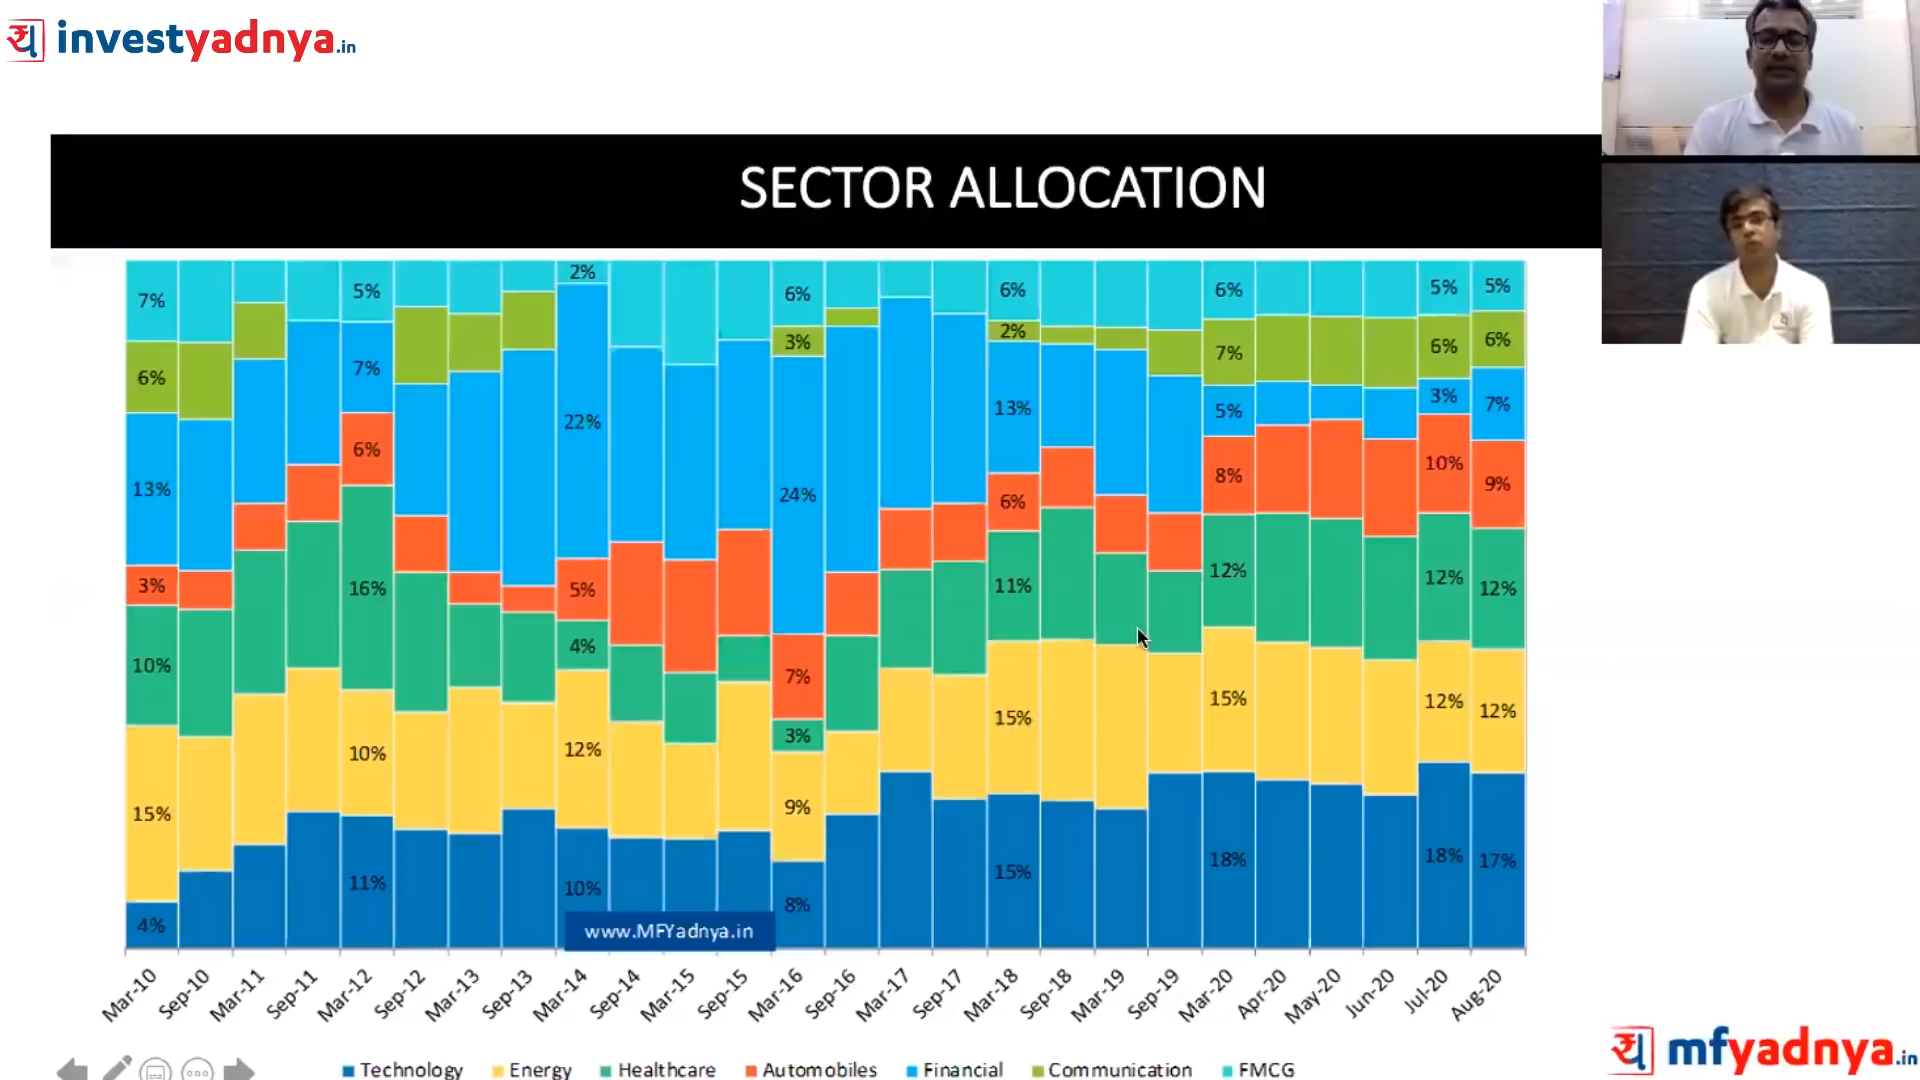 investyadnya.in
SECTOR ALLOCATION
7% 5% 2% 6% 6% 6% 5% 5%
6% 3% 2% 7% 6% 6%
13% 7% 22% 24% 13% 5% 3% 7%
3% 6% 5% 7% 6% 8% 10% 9%
10% 16% 4% 3% 11% 12% 12% 12%
15% 10% 12% 9% 15% 15% 12% 12%
4% 11% 10% 8% 15% 18% 18% 17%
www.MFYadnya.in
Mar-10 Sep-10 Mar-11 Sep-11 Mar-12 Sep-12 Mar-13 Sep-13 Mar-14 Sep-14 Mar-15 Sep-15 Mar-16 Sep-16 Mar-17 Sep-17 Mar-18 Sep-18 Mar-19 Sep-19 Mar-20 Apr-20 May-20 Jun-20 Jul-20 Aug-20
Technology Energy Healthcare Automobiles Financial Communication FMCG
mfyadnya.in